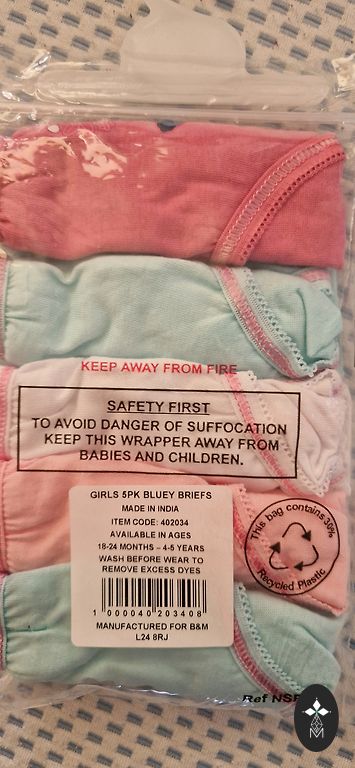 KEEP AWAY FROM FIRE
SAFETY FIRST
TO AVOID DANGER OF SUFFOCATION
KEEP THIS WRAPPER AWAY FROM
BABIES AND CHILDREN.
GIRLS 5PK BLUEY BRIEFS
MADE IN INDIA
ITEM CODE: 402034
AVAILABLE IN AGES
18-24 MONTHS – 4-5 YEARS
WASH BEFORE WEAR TO
REMOVE EXCESS DYES
1 000040 203408
MANUFACTURED FOR B&M
L24 8RJ
This bag contains 30%
Recycled Plastic
Ref
M